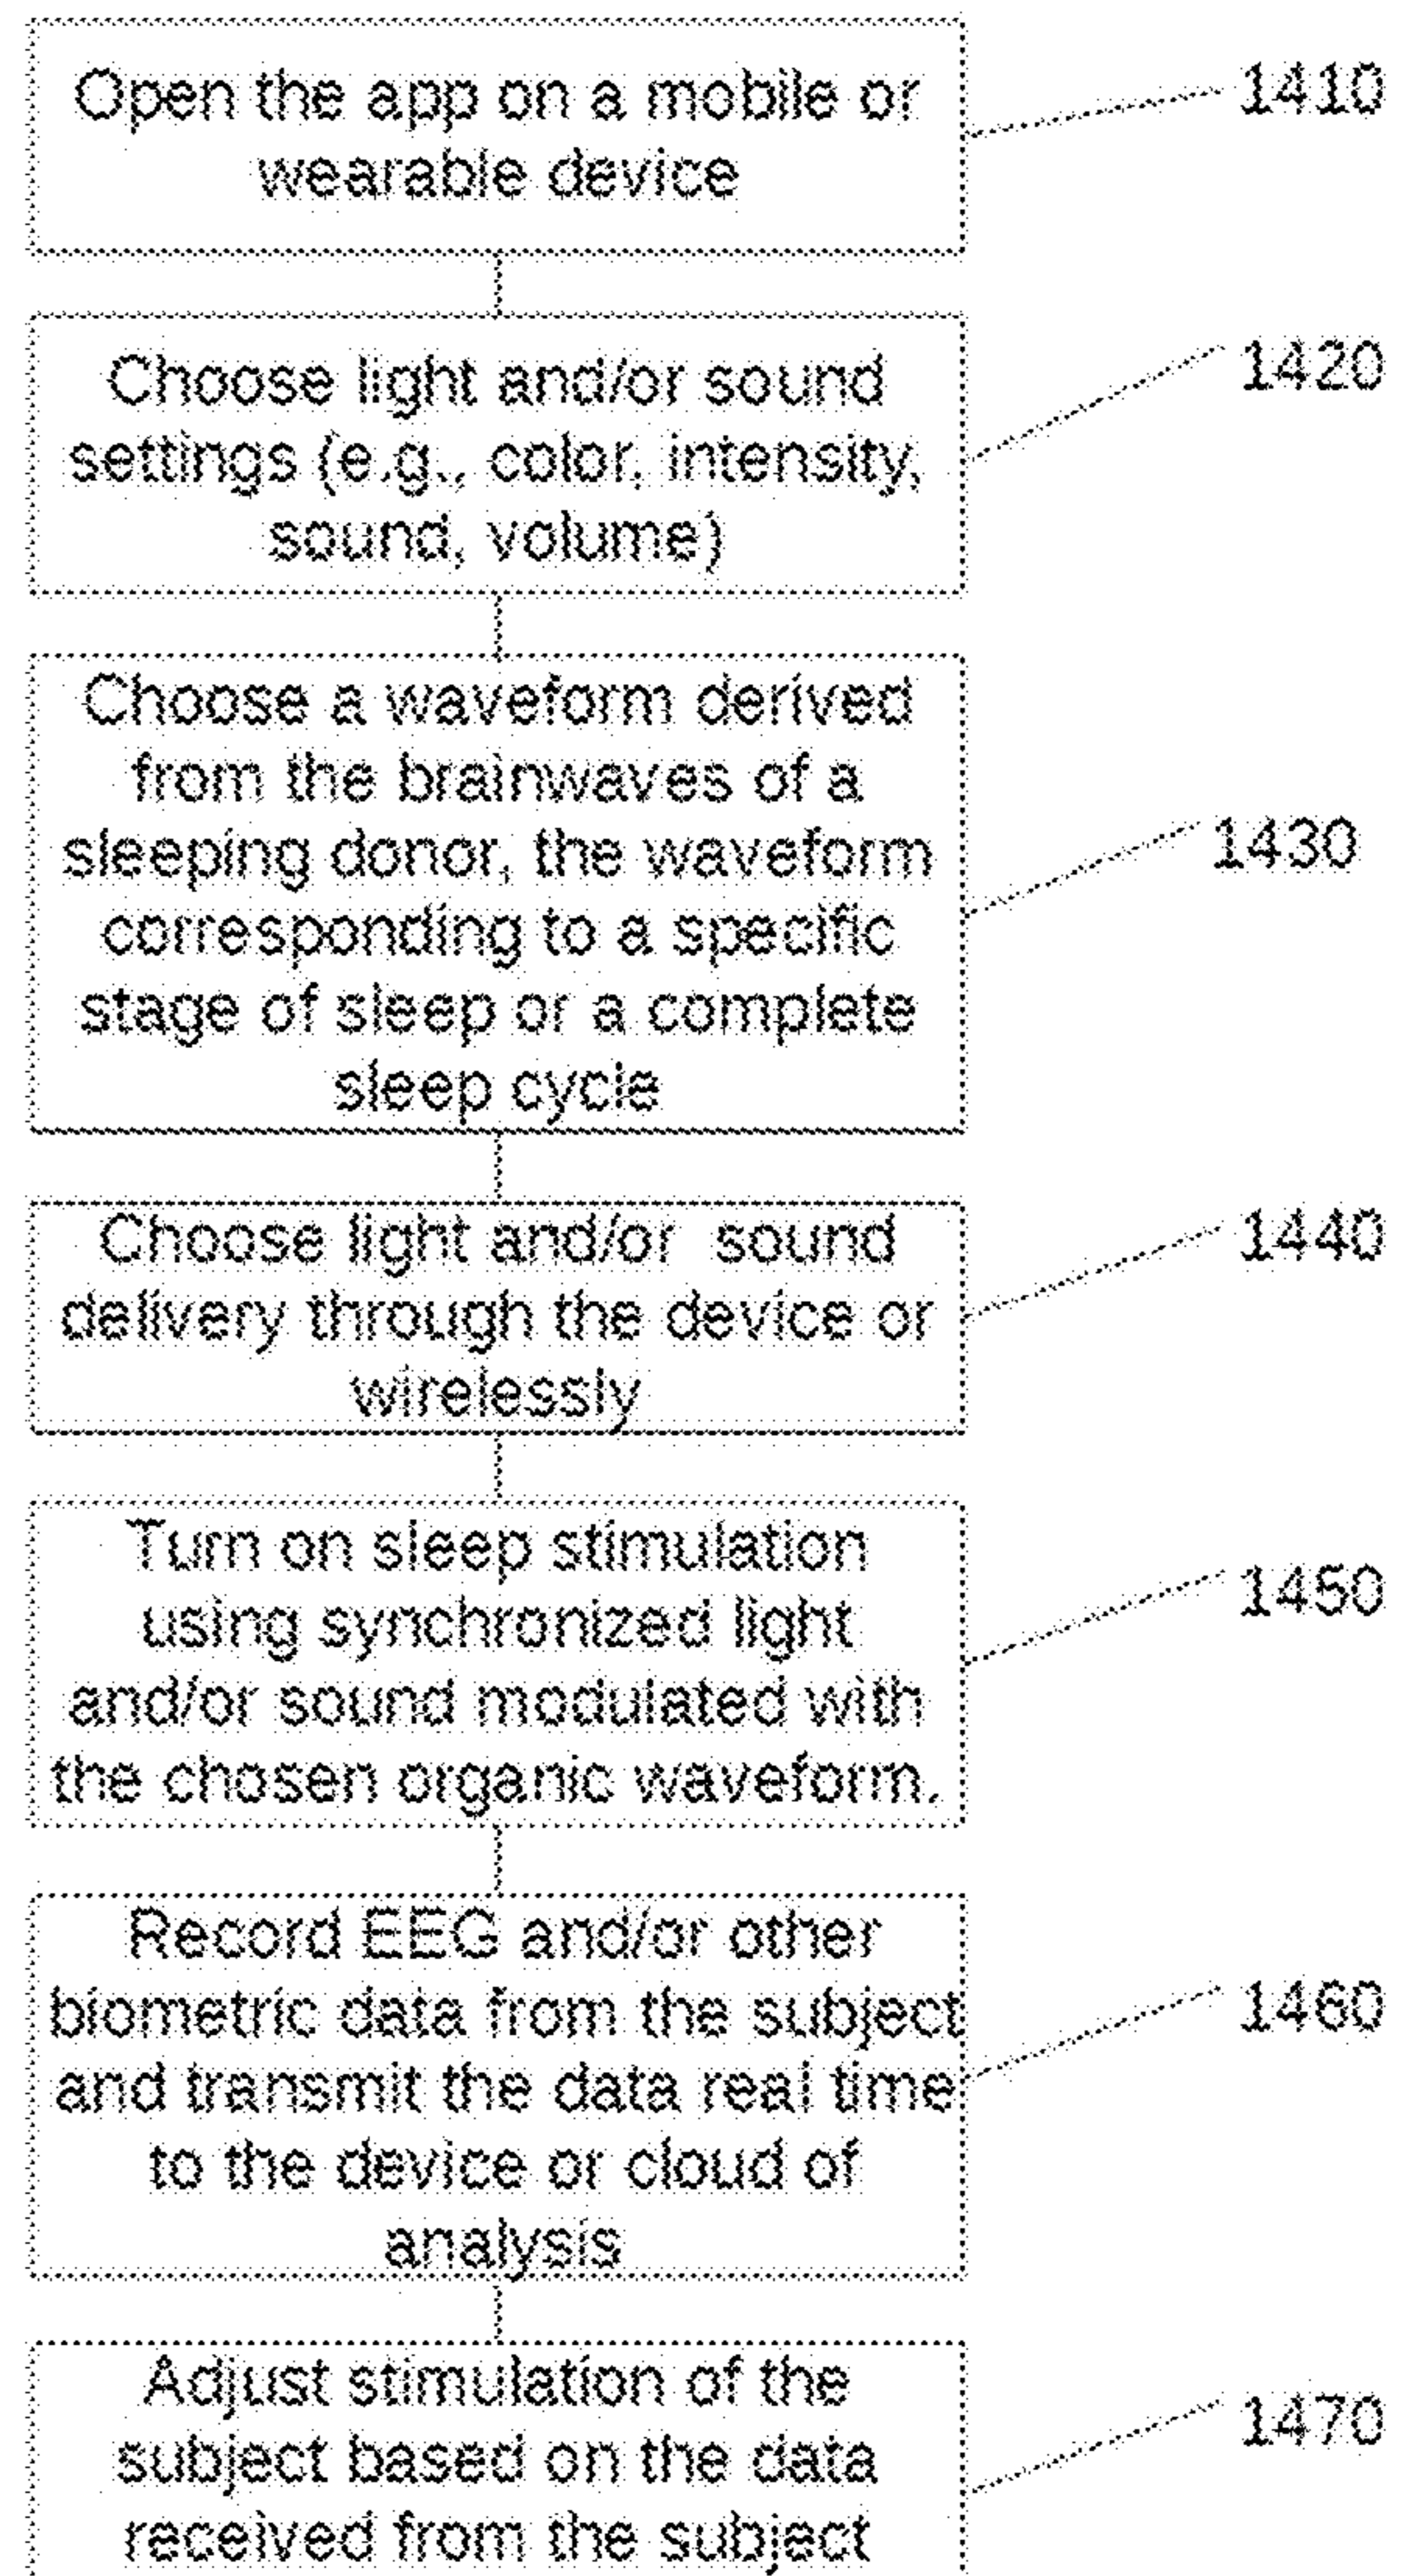 Open the app on a mobile or
wearable device
1410
Choose light and/or sound
settings (e.g., color, intensity,
sound, volume)
1420
Choose a waveform derived
from the brainwaves of a
sleeping donor, the waveform
corresponding to a specific
stage of sleep or a complete
sleep cycle
1430
Choose light and/or sound
delivery through the device or
wirelessly
1440
Turn on sleep stimulation
using synchronized light
and/or sound modulated with
the chosen organic waveform.
1450
Record EEG and/or other
biometric data from the subject
and transmit the data real time
to the device or cloud of
analysis
1460
Adjust stimulation of the
subject based on the data
received from the subject
1470